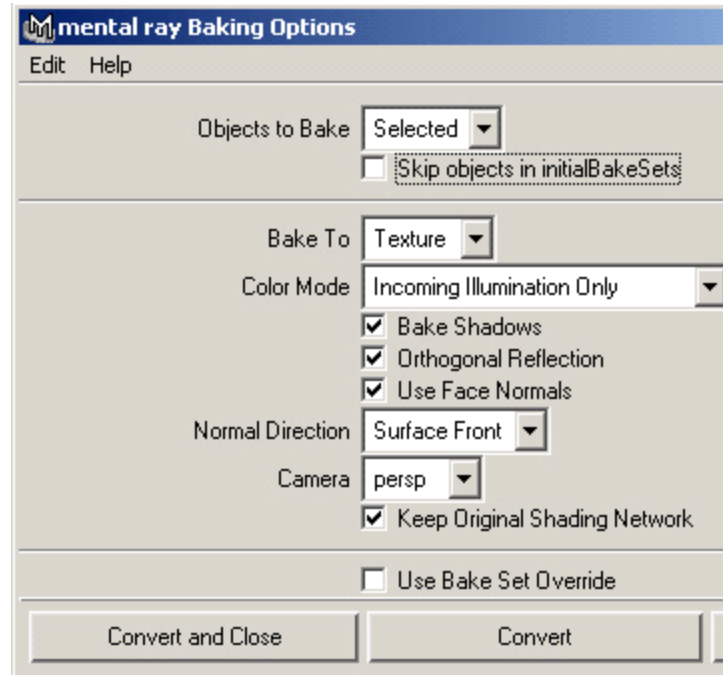 mental ray Baking Options
Edit Help
Objects to Bake Selected
Skip objects in initialBakeSets
Bake To Texture
Color Mode Incoming Illumination Only
Bake Shadows
Orthogonal Reflection
Use Face Normals
Normal Direction Surface Front
Camera persp
Keep Original Shading Network
Use Bake Set Override
Convert and Close Convert